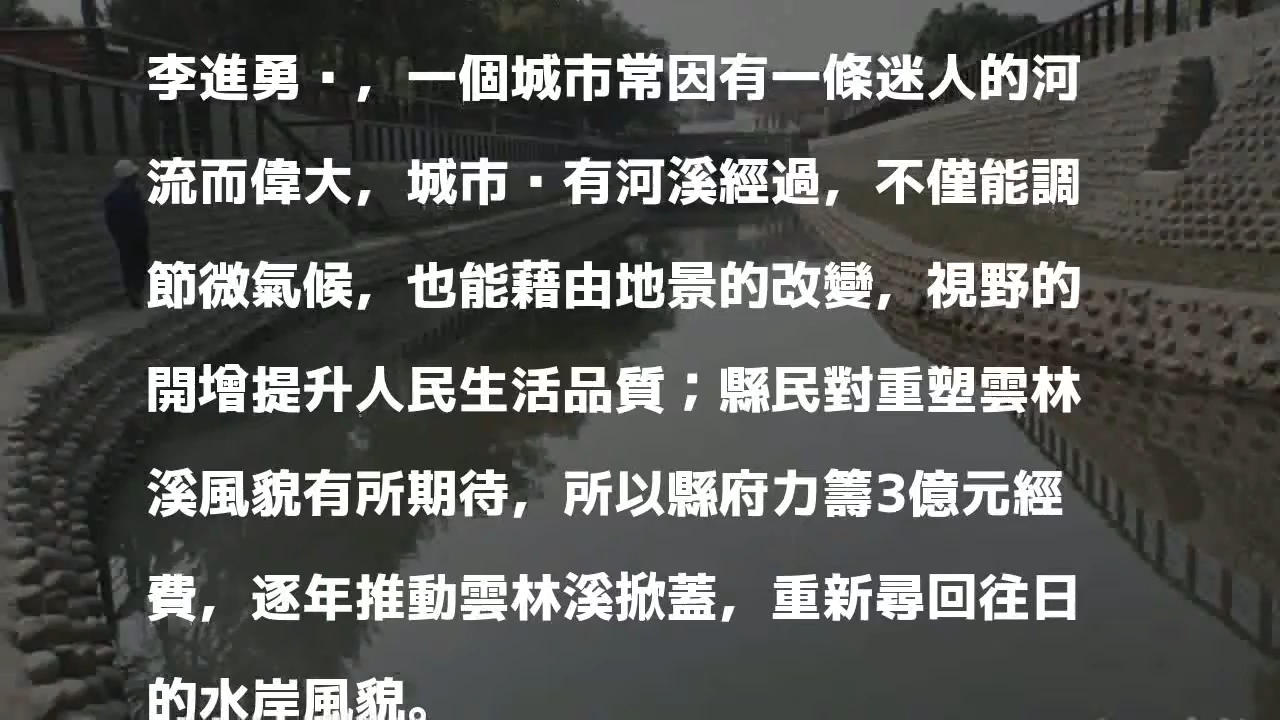 李進勇·，一個城市常因有一條迷人的河
流而偉大，城市·有河溪經過，不僅能調
節微氣候，也能藉由地景的改變，視野的
開增提升人民生活品質；縣民對重塑雲林
溪風貌有所期待，所以縣府力籌3億元經
費，逐年推動雲林溪掀蓋，重新尋回往日
的水岸風貌。